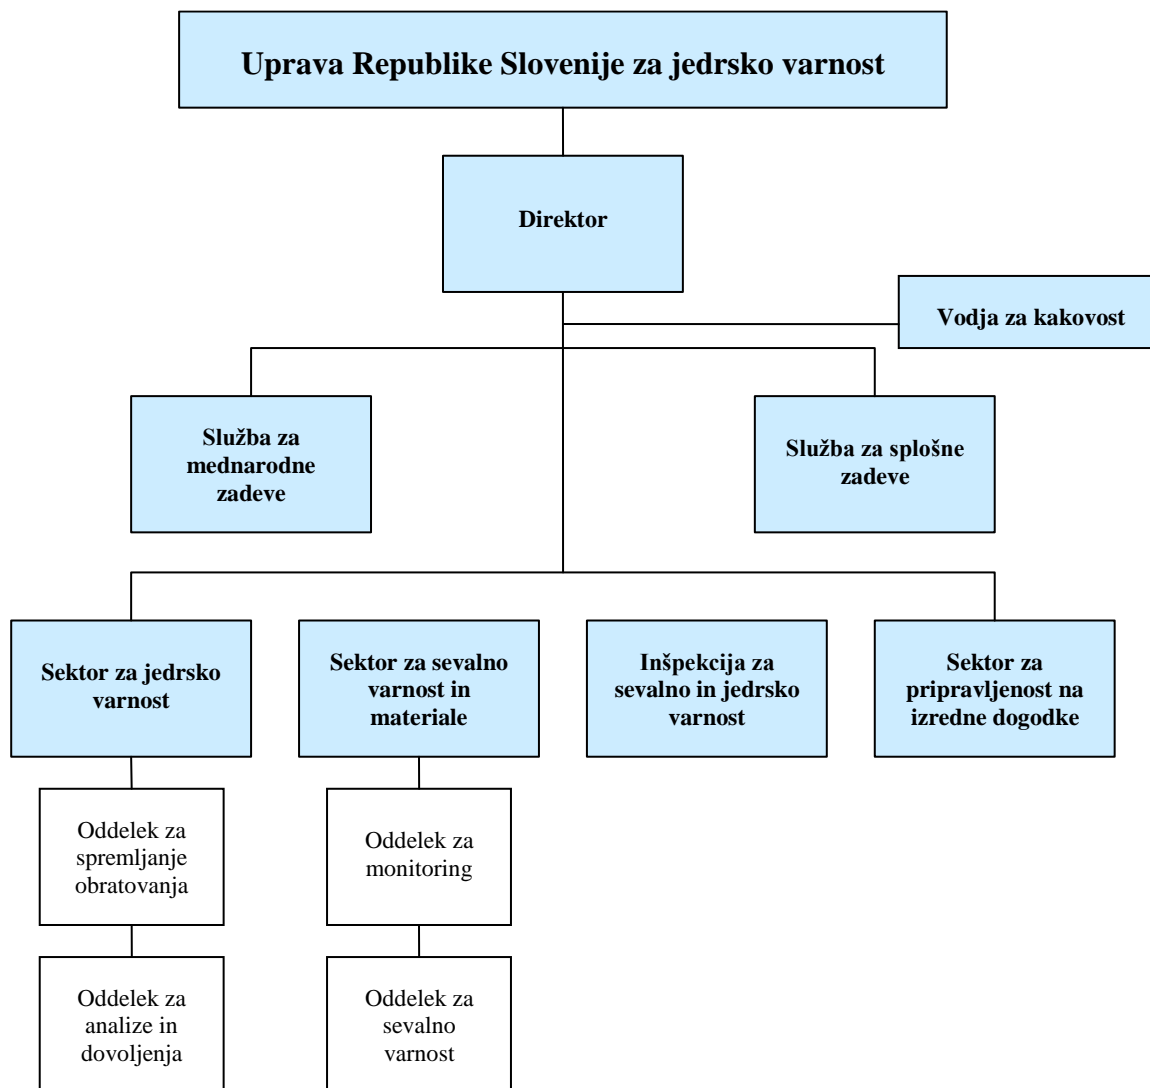 Uprava Republike Slovenije za jedrsko varnost
Direktor
Vodja za kakovost
Služba za
mednarodne
zadeve
Služba za splošne
zadeve
Sektor za jedrsko
varnost
Sektor za sevalno
varnost in
materiale
Inšpekcija za
sevalno in jedrsko
varnost
Sektor za
pripravljenost na
izredne dogodke
Oddelek za
spremljanje
obratovanja
Oddelek za
monitoring
Oddelek za
analize in
dovoljenja
Oddelek za
sevalno
varnost